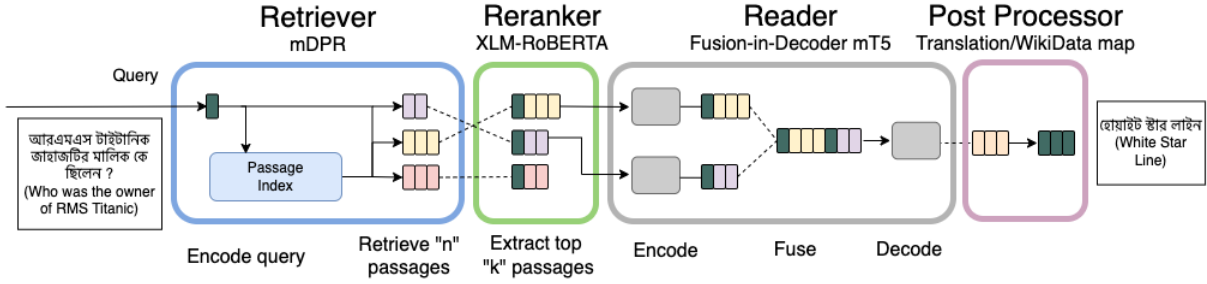 Retriever
mDPR
Reranker
XLM-RoBERTA
Reader
Fusion-in-Decoder mT5
Post Processor
Translation/WikiData map
Query
আরএমএস টাইটানিক
জাহাজটির মালিক কে
ছিলেন ?
(Who was the owner
of RMS Titanic)
Passage
Index
হোয়াইট ষ্টার লাইন
(White Star
Line)
Encode query
Retrieve "n"
passages
Extract top
"k" passages
Encode
Fuse
Decode